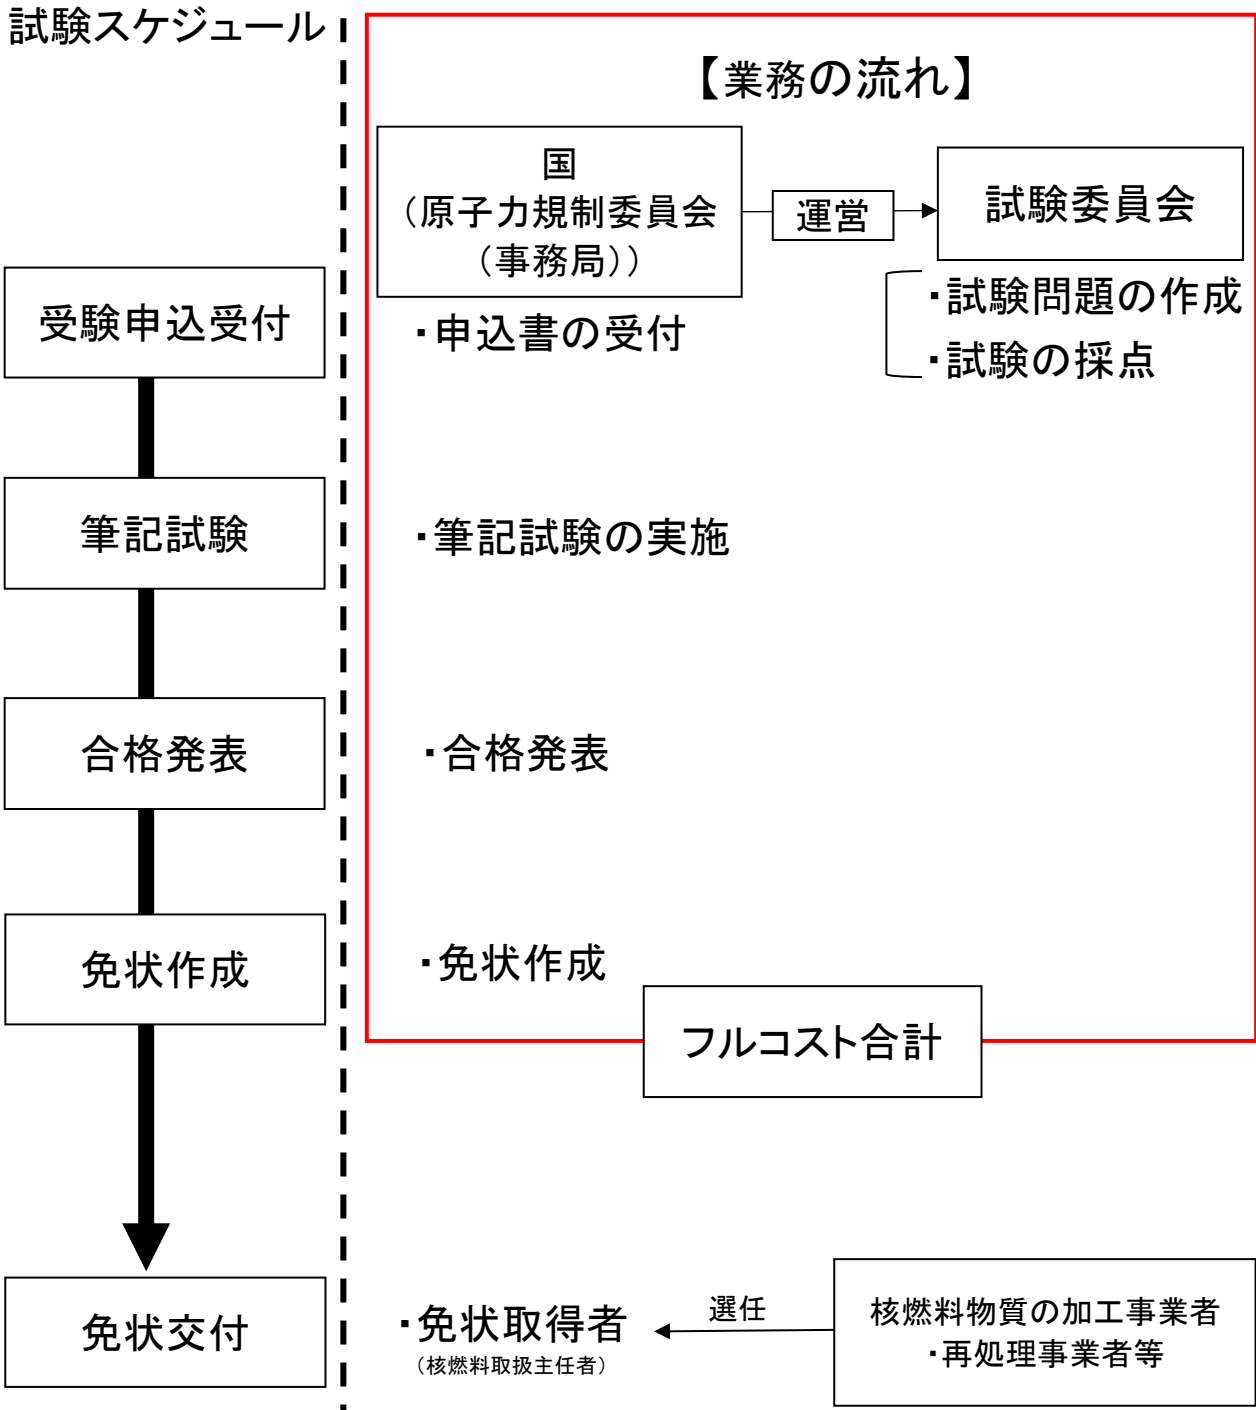 試験スケジュール
【業務の流れ】
国
（原子力規制委員会
（事務局））
運営
試験委員会
・試験問題の作成
・試験の採点
受験申込受付
・申込書の受付
筆記試験
・筆記試験の実施
合格発表
・合格発表
免状作成
・免状作成
フルコスト合計
免状交付
・免状取得者
（核燃料取扱主任者）
選任
核燃料物質の加工事業者
・再処理事業者等